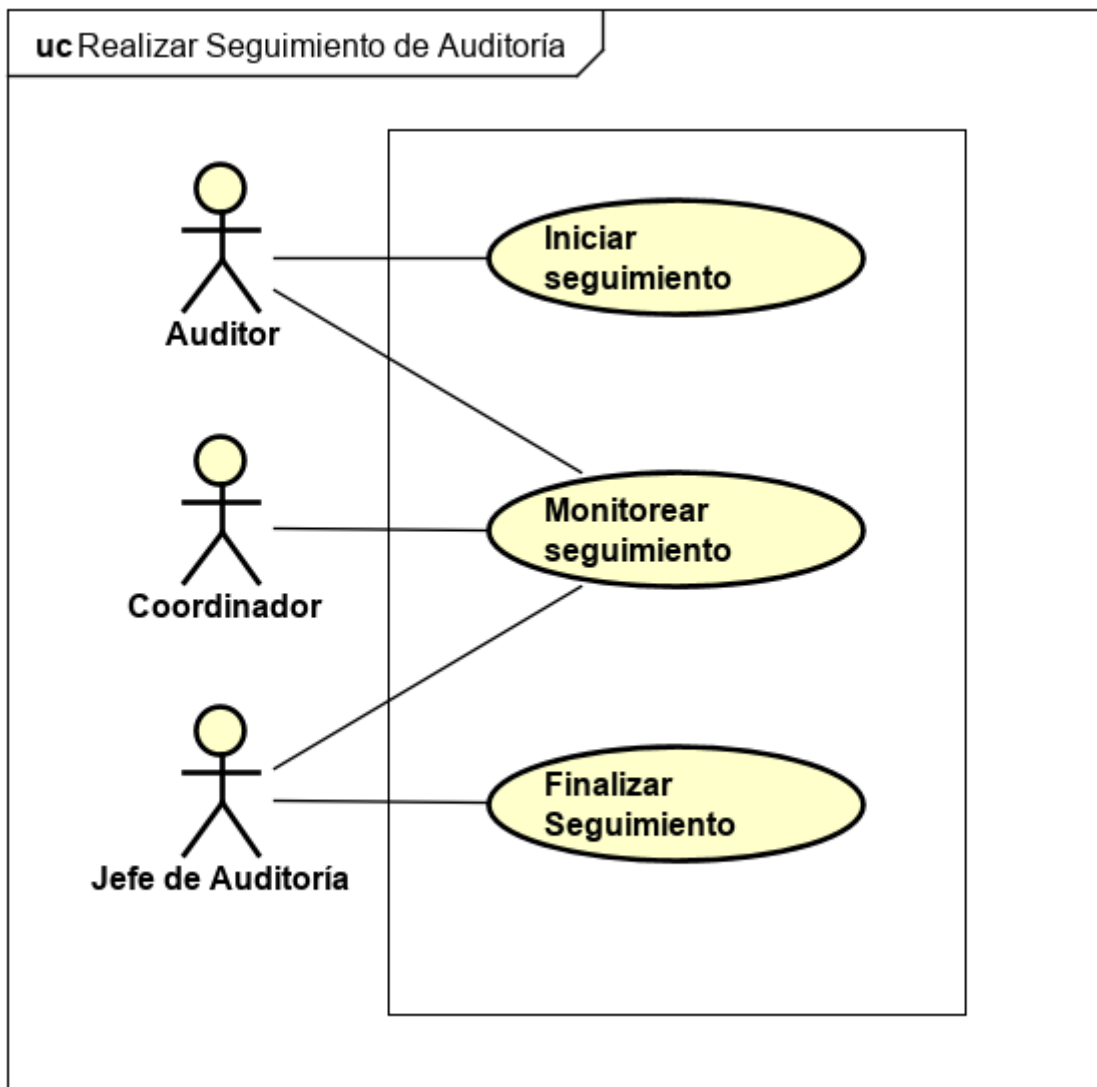 uc Realizar Seguimiento de Auditoría
Iniciar
seguimiento
Auditor
Monitorear
seguimiento
Coordinador
Finalizar
Seguimiento
Jefe de Auditoría